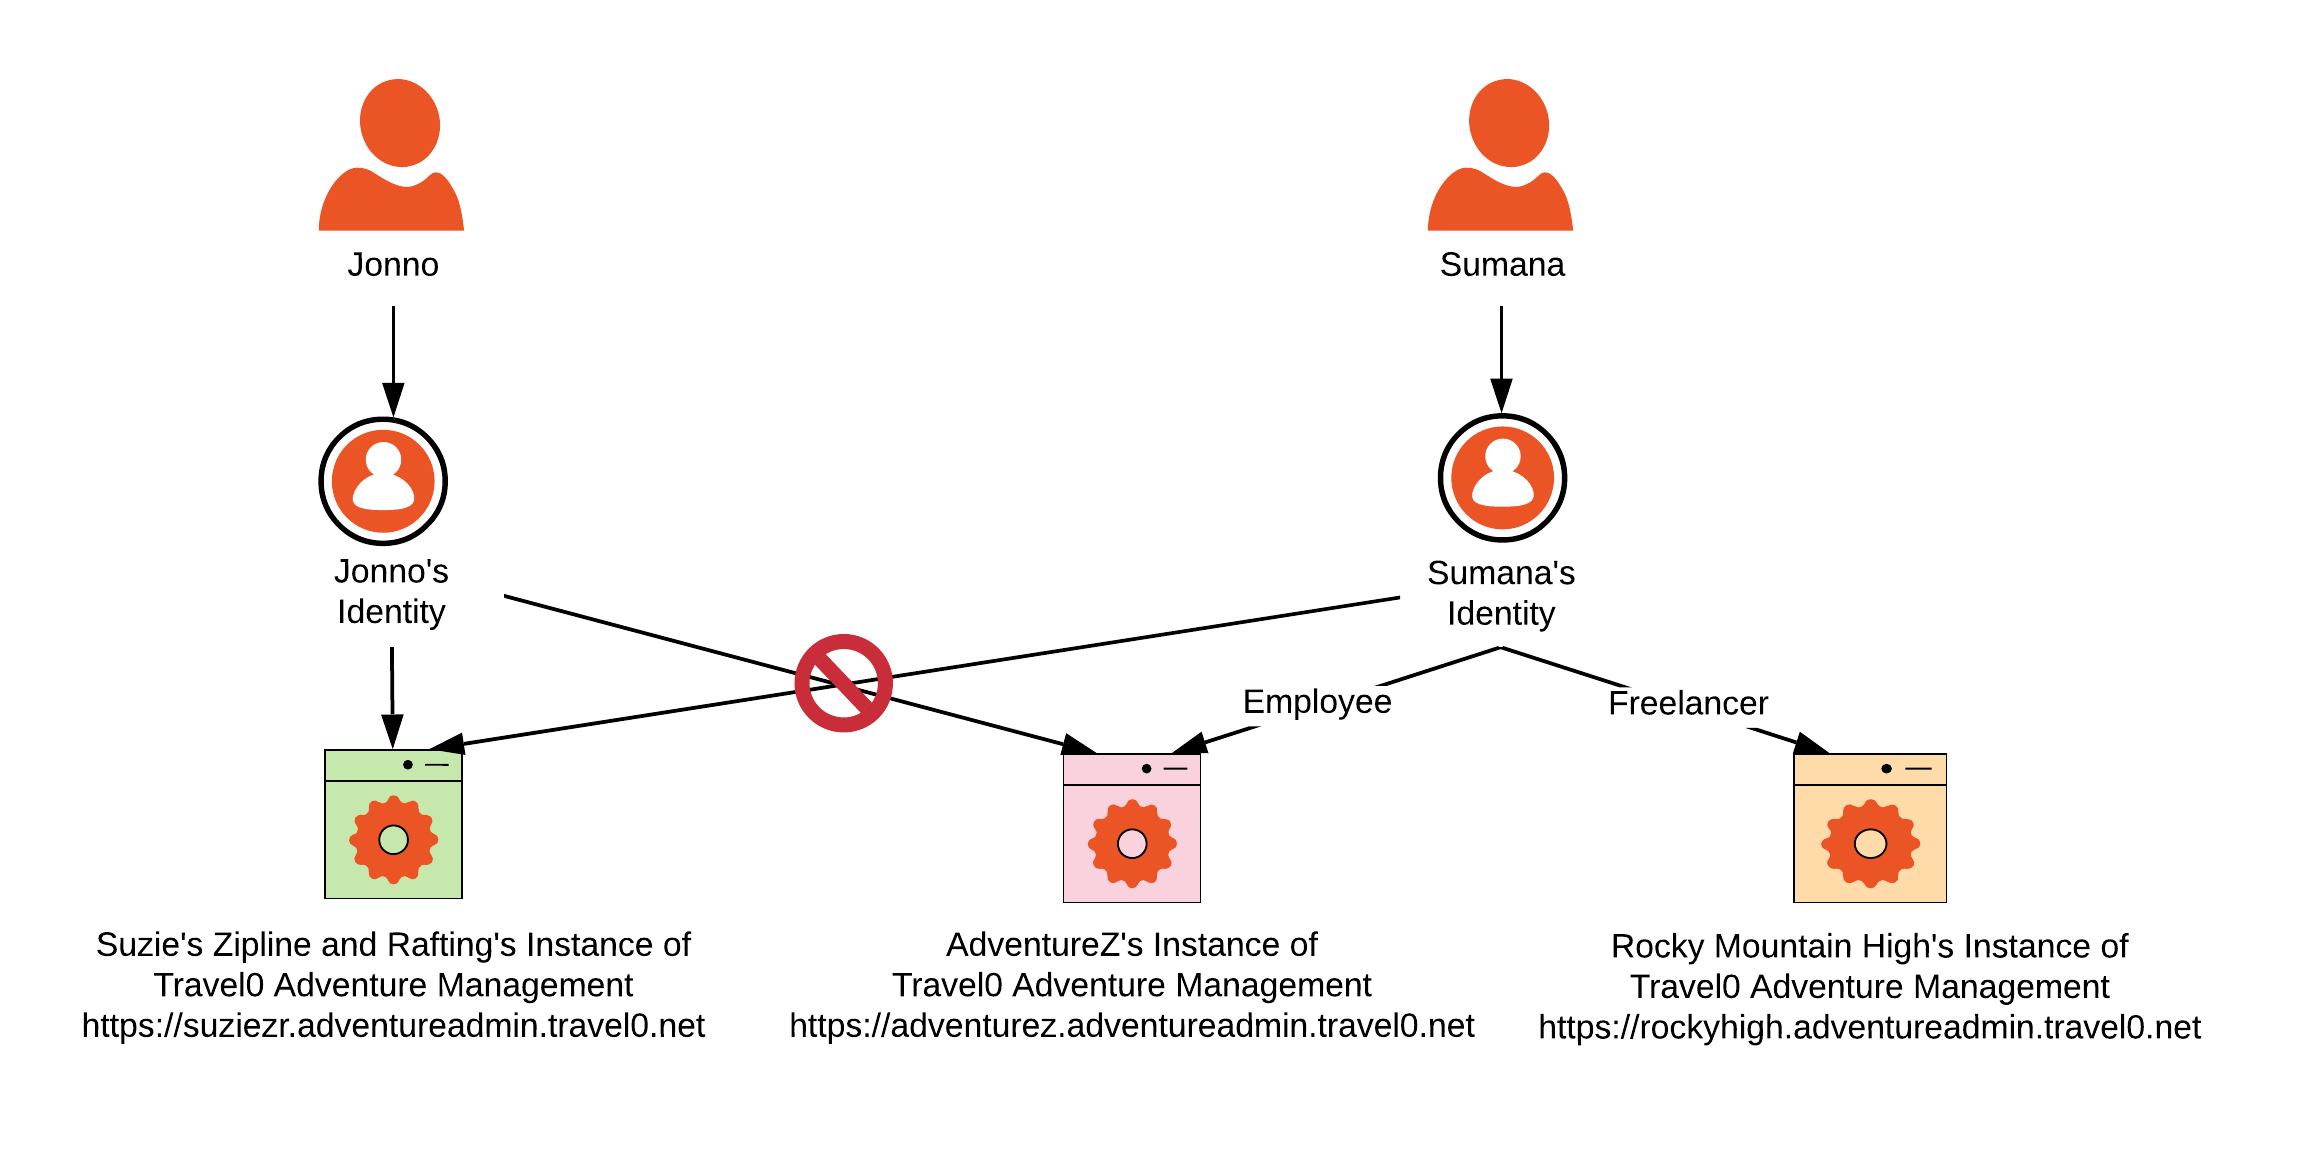 Jonno
Sumana
Jonno's
Identity
Sumana's
Identity
Employee
Freelancer
Suzie's Zipline and Rafting's Instance of
Travel0 Adventure Management
https://suziezr.adventureadmin.travel0.net
AdventureZ's Instance of
Travel0 Adventure Management
https://adventurez.adventureadmin.travel0.net
Rocky Mountain High's Instance of
Travel0 Adventure Management
https://rockyhigh.adventureadmin.travel0.net